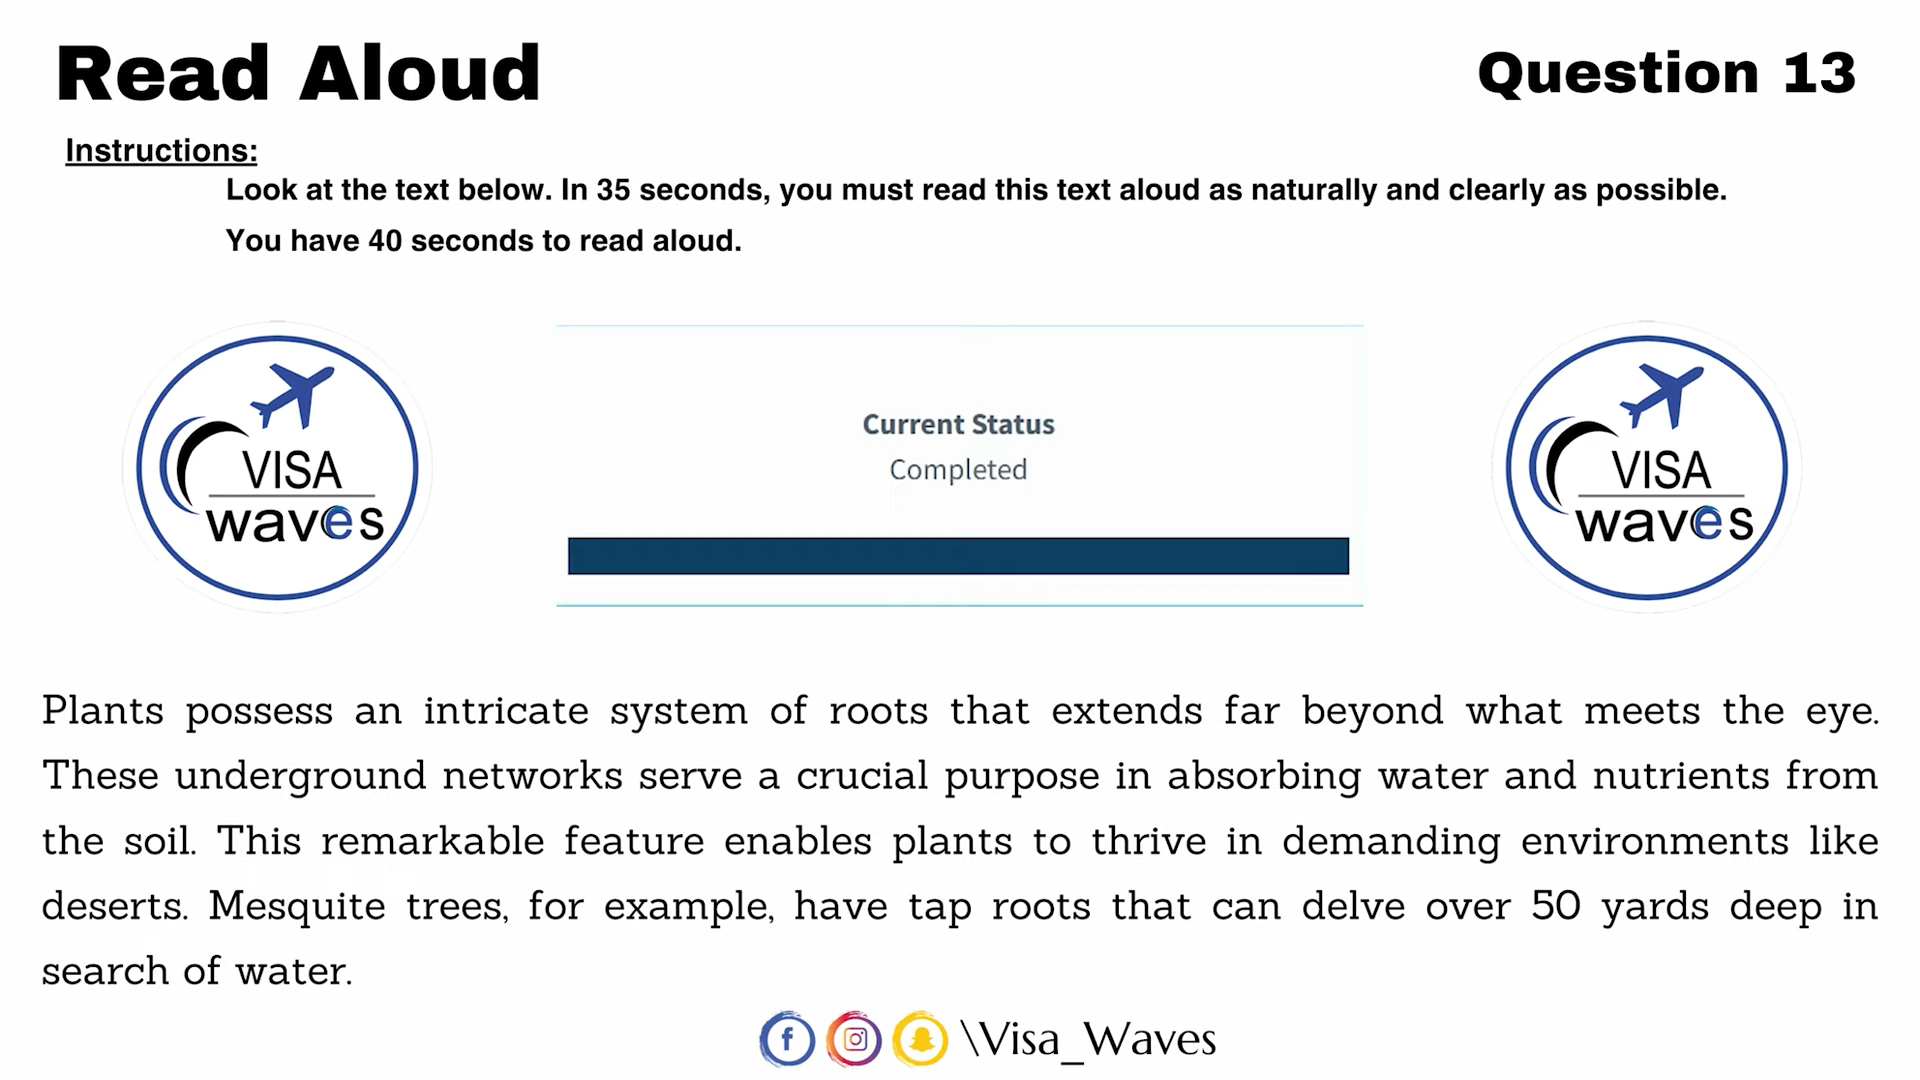 Read Aloud
Question 13
Instructions:
Look at the text below. In 35 seconds, you must read this text aloud as naturally and clearly as possible.
You have 40 seconds to read aloud.
VISA
waves
Current Status
Completed
VISA
waves
Plants possess an intricate system of roots that extends far beyond what meets the eye.
These underground networks serve a crucial purpose in absorbing water and nutrients from
the soil. This remarkable feature enables plants to thrive in demanding environments like
deserts. Mesquite trees, for example, have tap roots that can delve over 50 yards deep in
search of water.
\Visa_Waves